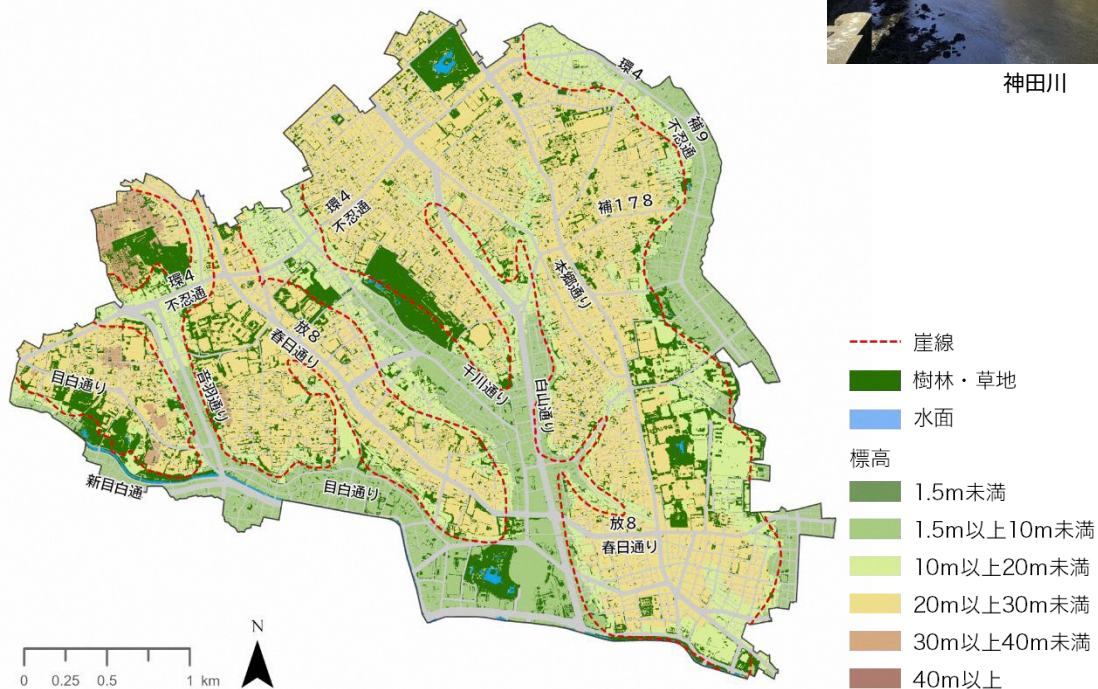 神田川
環4
補9
不忍通
環4
不忍通
補178
環4
不忍通
本郷通り
放8
春日通り
目白通り
音羽通り
千川通り
白山通り
新目白通
目白通り
放8
春日通り
崖線
樹林・草地
水面
標高
1.5m未満
1.5m以上10m未満
10m以上20m未満
20m以上30m未満
30m以上40m未満
40m以上
N
0 0.25 0.5 1 km